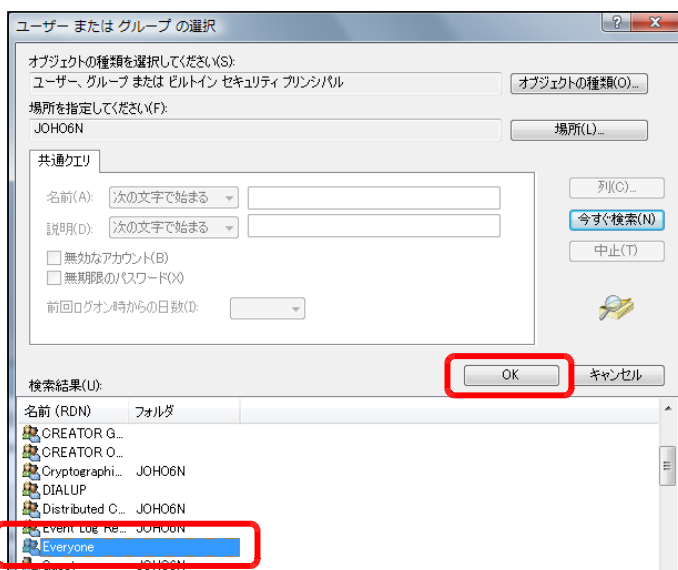 ユーザー または グループ の選択
オブジェクトの種類を選択してください(S):
ユーザー、グループ または ビルトイン セキュリティ プリンシパル
オブジェクトの種類(O)...
場所を指定してください(F):
JOHO6N
場所(L)...
共通クエリ
名前(A): 次の文字で始まる
列(C)...
説明(D): 次の文字で始まる
今すぐ検索(N)
無効なアカウント(B)
中止(T)
無期限のパスワード(X)
前回ログオン時からの日数(I):
OK
キャンセル
検索結果(U):
名前 (RDN) フォルダ
CREATOR G...
CREATOR O...
Cryptographi... JOHO6N
DIALUP
Distributed C... JOHO6N
Event Log Re... JOHO6N
Everyone
Guest JOHO6N